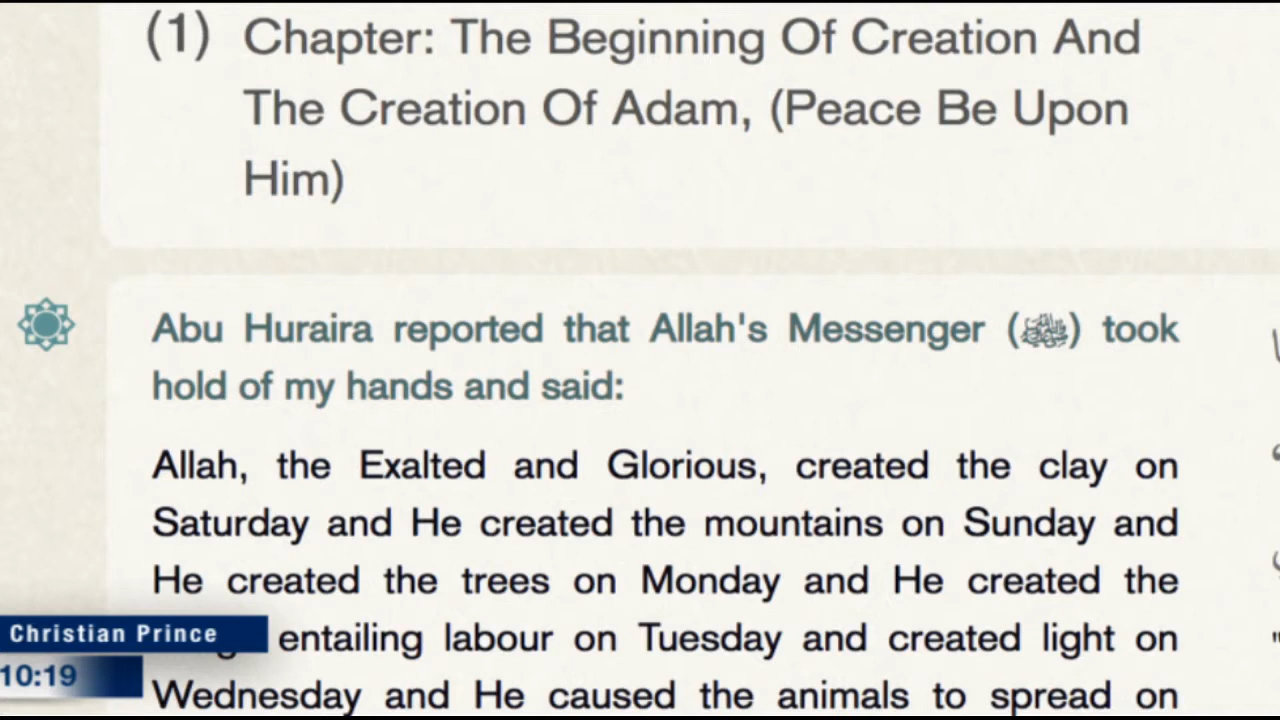 (1) Chapter: The Beginning Of Creation And
The Creation Of Adam, (Peace Be Upon
Him)
Abu Huraira reported that Allah's Messenger (ﷺ) took
hold of my hands and said:
Allah, the Exalted and Glorious, created the clay on
Saturday and He created the mountains on Sunday and
He created the trees on Monday and He created the
entailing labour on Tuesday and created light on
Wednesday and He caused the animals to spread on
Christian Prince
10:19